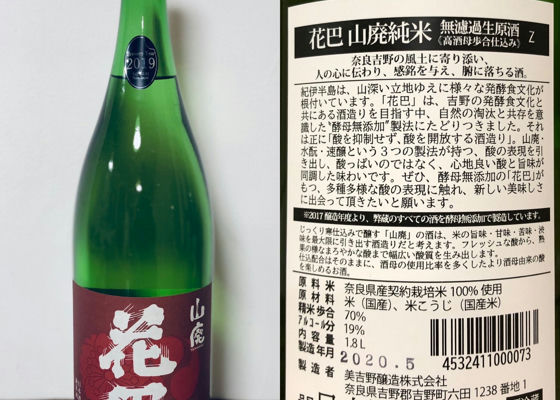 2019
山廃
花巴
花巴 山廃純米 無濾過生原酒
《高酒母歩合仕込み》
Z
奈良吉野の風土に寄り添い、
人の心に伝わり、感銘を与え、腑に落ちる酒。
紀伊半島は、山深い立地ゆえに様々な発酵食文化が
根付いています。「花巴」は、吉野の発酵食文化と
共にある酒造りを目指す中、自然の淘汰と共存を意
識した"酵母無添加"製法にたどりつきました。それ
は正に「酸を抑制せず、酸を開放する酒造り」。山廃・
水酛・速醸という3つの製法が持つ、酸の表現を引
き出し、酸っぱいのではなく、心地良い酸と旨味が
同調した味わいです。ぜひ、酵母無添加の「花巴」が
もつ、多種多様な酸の表現に触れ、新しい美味しさ
に出会って頂きたいと願います。
※2017醸造年度より、弊蔵のすべての酒を酵母無添加で製造しています。
じっくり寒仕込みで醸す「山廃」の酒は、米の旨味・甘味・苦味・渋
味を最大限に引き出す酒造りだと考えます。フレッシュな酸から、熟
果の様なまろやかな酸まで幅広い酸質を生み出します。
仕込配合はそのままに、酒母の使用比率を多くしたより酒母由来の酸
を楽しめるお酒。
原料米 奈良県産契約栽培米100%使用
原材料 米(国産)、米こうじ(国産米)
精米歩合 70%
アルコール分 19%
内容量 1.8L
製造年月 2020.5
4532411000073
製造者 美吉野醸造株式会社
奈良県吉野郡吉野町六田1238番地1